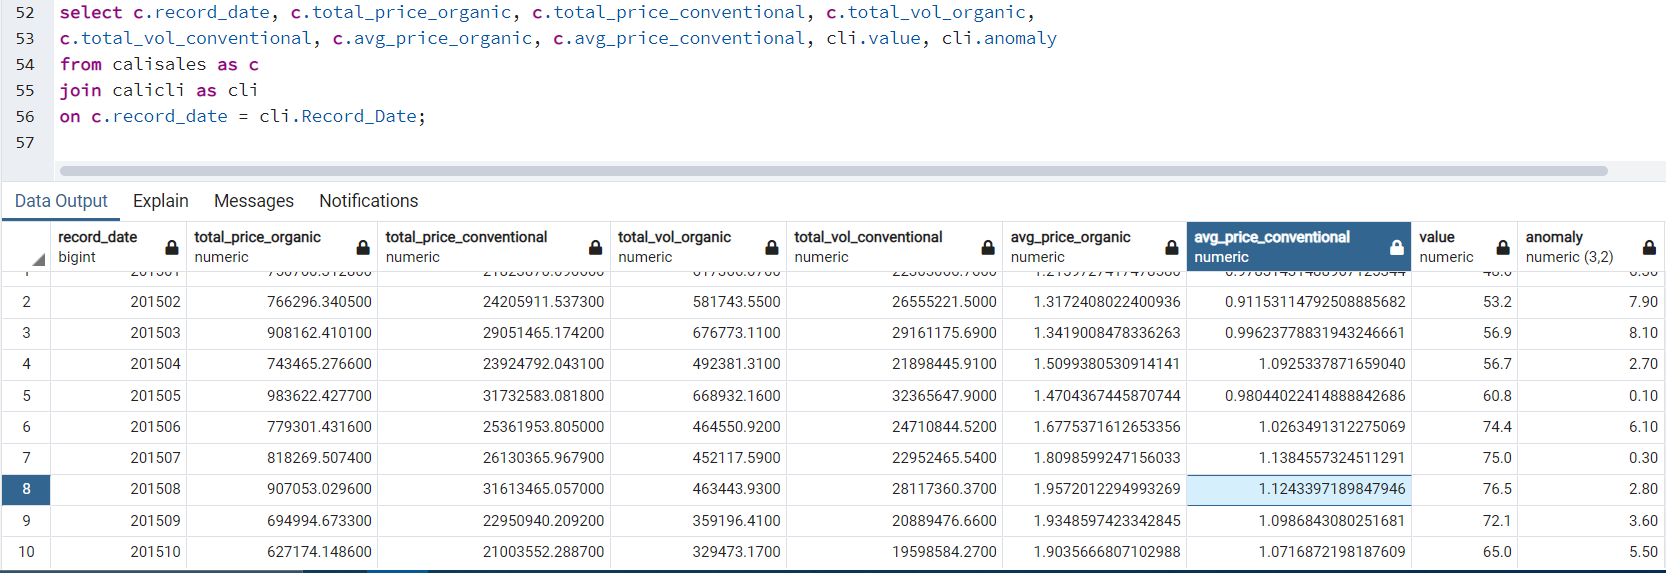 52 select c.record_date, c.total_price_organic, c.total_price_conventional, c.total_vol_organic,
53 c.total_vol_conventional, c.avg_price_organic, c.avg_price_conventional, cli.value, cli.anomaly
54 from calisales as c
55 join calicli as cli
56 on c.record_date = cli.Record_Date;
57
Data Output Explain Messages Notifications
record_date total_price_organic total_price_conventional total_vol_organic total_vol_conventional avg_price_organic avg_price_conventional value anomaly
bigint numeric numeric numeric numeric numeric numeric numeric numeric (3,2)
2 201502 766296.340500 24205911.537300 581743.5500 26555221.5000 1.3172408022400936 0.91153114792508885682 53.2 7.90
3 201503 908162.410100 29051465.174200 676773.1100 29161175.6900 1.3419008478336263 0.99623778831943246661 56.9 8.10
4 201504 743465.276600 23924792.043100 492381.3100 21898445.9100 1.5099380530914141 1.0925337871659040 56.7 2.70
5 201505 983622.427700 31732583.081800 668932.1600 32365647.9000 1.4704367445870744 0.98044022414888842686 60.8 0.10
6 201506 779301.431600 25361953.805000 464550.9200 24710844.5200 1.6775371612653356 1.0263491312275069 74.4 6.10
7 201507 818269.507400 26130365.967900 452117.5900 22952465.5400 1.8098599247156033 1.1384557324511291 75.0 0.30
8 201508 907053.029600 31613465.057000 463443.9300 28117360.3700 1.9572012294993269 1.1243397189847946 76.5 2.80
9 201509 694994.673300 22950940.209200 359196.4100 20889476.6600 1.9348597423342845 1.0986843080251681 72.1 3.60
10 201510 627174.148600 21003552.288700 329473.1700 19598584.2700 1.9035666807102988 1.0716872198187609 65.0 5.50